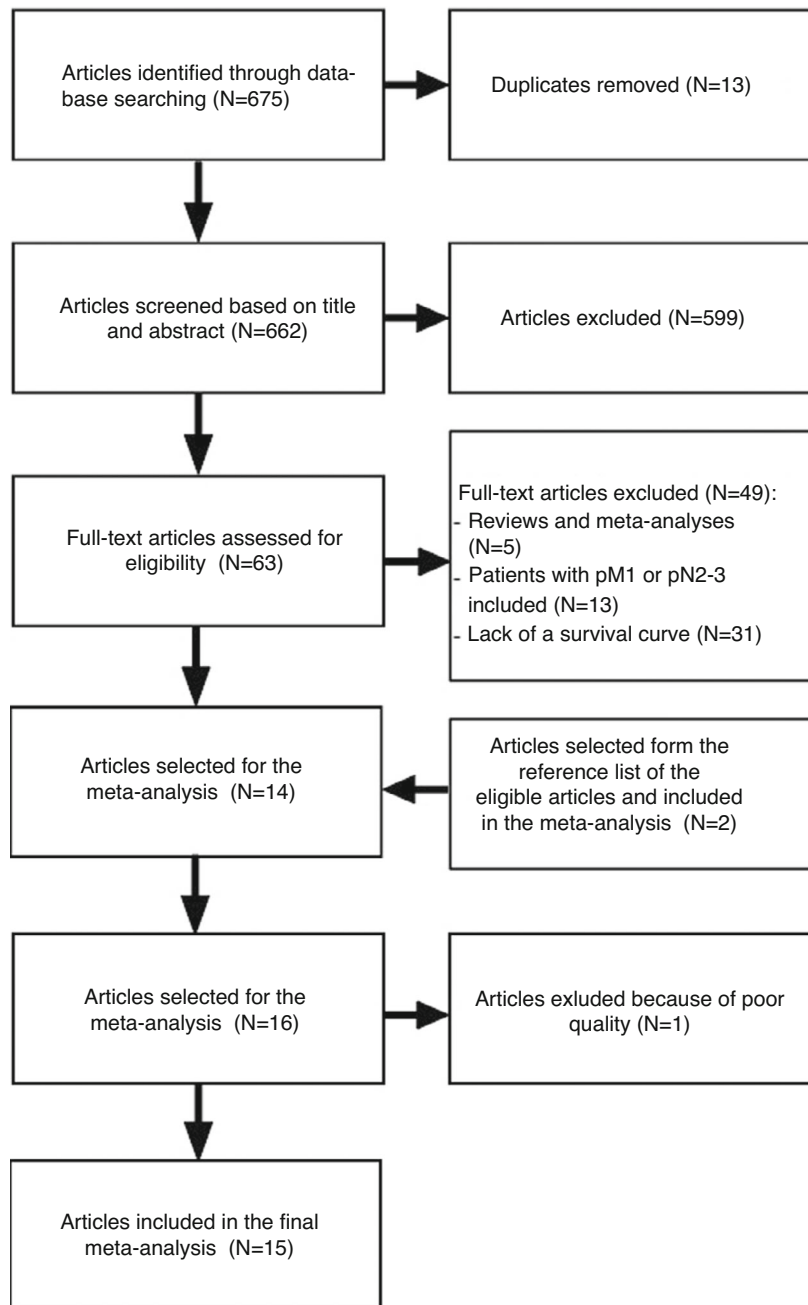 Articles identified through data-
base searching (N=675)
Duplicates removed (N=13)
Articles screened based on title
and abstract (N=662)
Articles excluded (N=599)
Full-text articles assessed for
eligibility (N=63)
Full-text articles excluded (N=49):
- Reviews and meta-analyses
(N=5)
- Patients with pM1 or pN2-3
included (N=13)
- Lack of a survival curve (N=31)
Articles selected for the
meta-analysis (N=14)
Articles selected form the
reference list of the
eligible articles and included
in the meta-analysis (N=2)
Articles selected for the
meta-analysis (N=16)
Articles exluded because of poor
quality (N=1)
Articles included in the final
meta-analysis (N=15)